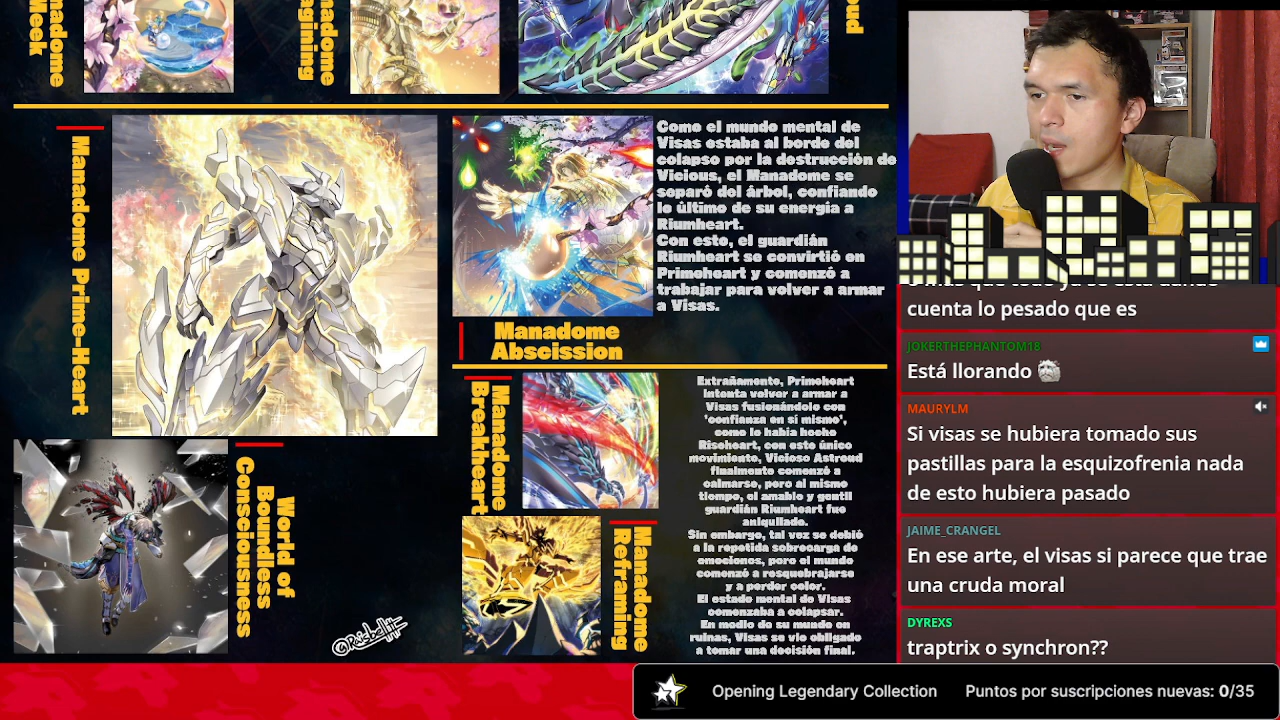 Manadome Prime-Heart
Como el mundo mental de
Visas estaba al borde del
colapso por la destrucción de
Vicious, el Manadome se
separó del árbol, confiando
lo último de su energía a
Riumheart.
Con esto, el guardián
Riumheart se convirtió en
Primeheart y comenzó a
trabajar para volver a armar
a Visas.
Manadome
Abscission
Manadome
Breakheart
Extrañamente, Primeheart
intenta volver a armar a
Visas fusionándolo con
'confianza en sí mismo',
como lo había hecho
Riseheart, con este único
movimiento, Vicioso Astroud
finalmente comenzó a
calmarse, pero al mismo
tiempo, el amable y gentil
guardián Riumheart fue
aniquilado.
Sin embargo, tal vez se debió
a la repetida sobrecarga de
emociones, pero el mundo
comenzó a resquebrajarse
y a perder color.
El estado mental de Visas
comenzaba a colapsar.
En medio de su mundo en
ruinas, Visas se vio obligado
a tomar una decisión final.
Manadome
Reframing
World of
Boundless
Consciousness
cuenta lo pesado que es
JOKERTHEPHANTOM18
Está llorando
MAURYLM
Si visas se hubiera tomado sus
pastillas para la esquizofrenia nada
de esto hubiera pasado
JAIME_CRANGEL
En ese arte, el visas si parece que trae
una cruda moral
DYREXS
traptrix o synchron??
Opening Legendary Collection
Puntos por suscripciones nuevas: 0/35